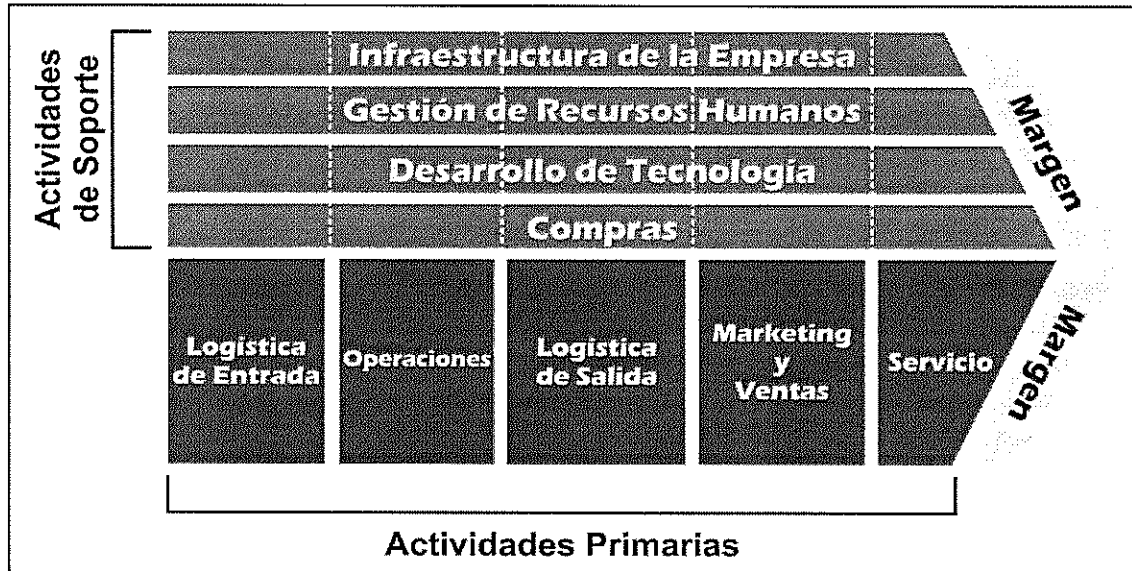 Actividades
de Soporte
Infraestructura de la Empresa
Gestión de Recursos Humanos
Desarrollo de Tecnología
Compras
Margen
Logística
de Entrada
Operaciones
Logística
de Salida
Marketing
y
Ventas
Servicio
Margen
Actividades Primarias